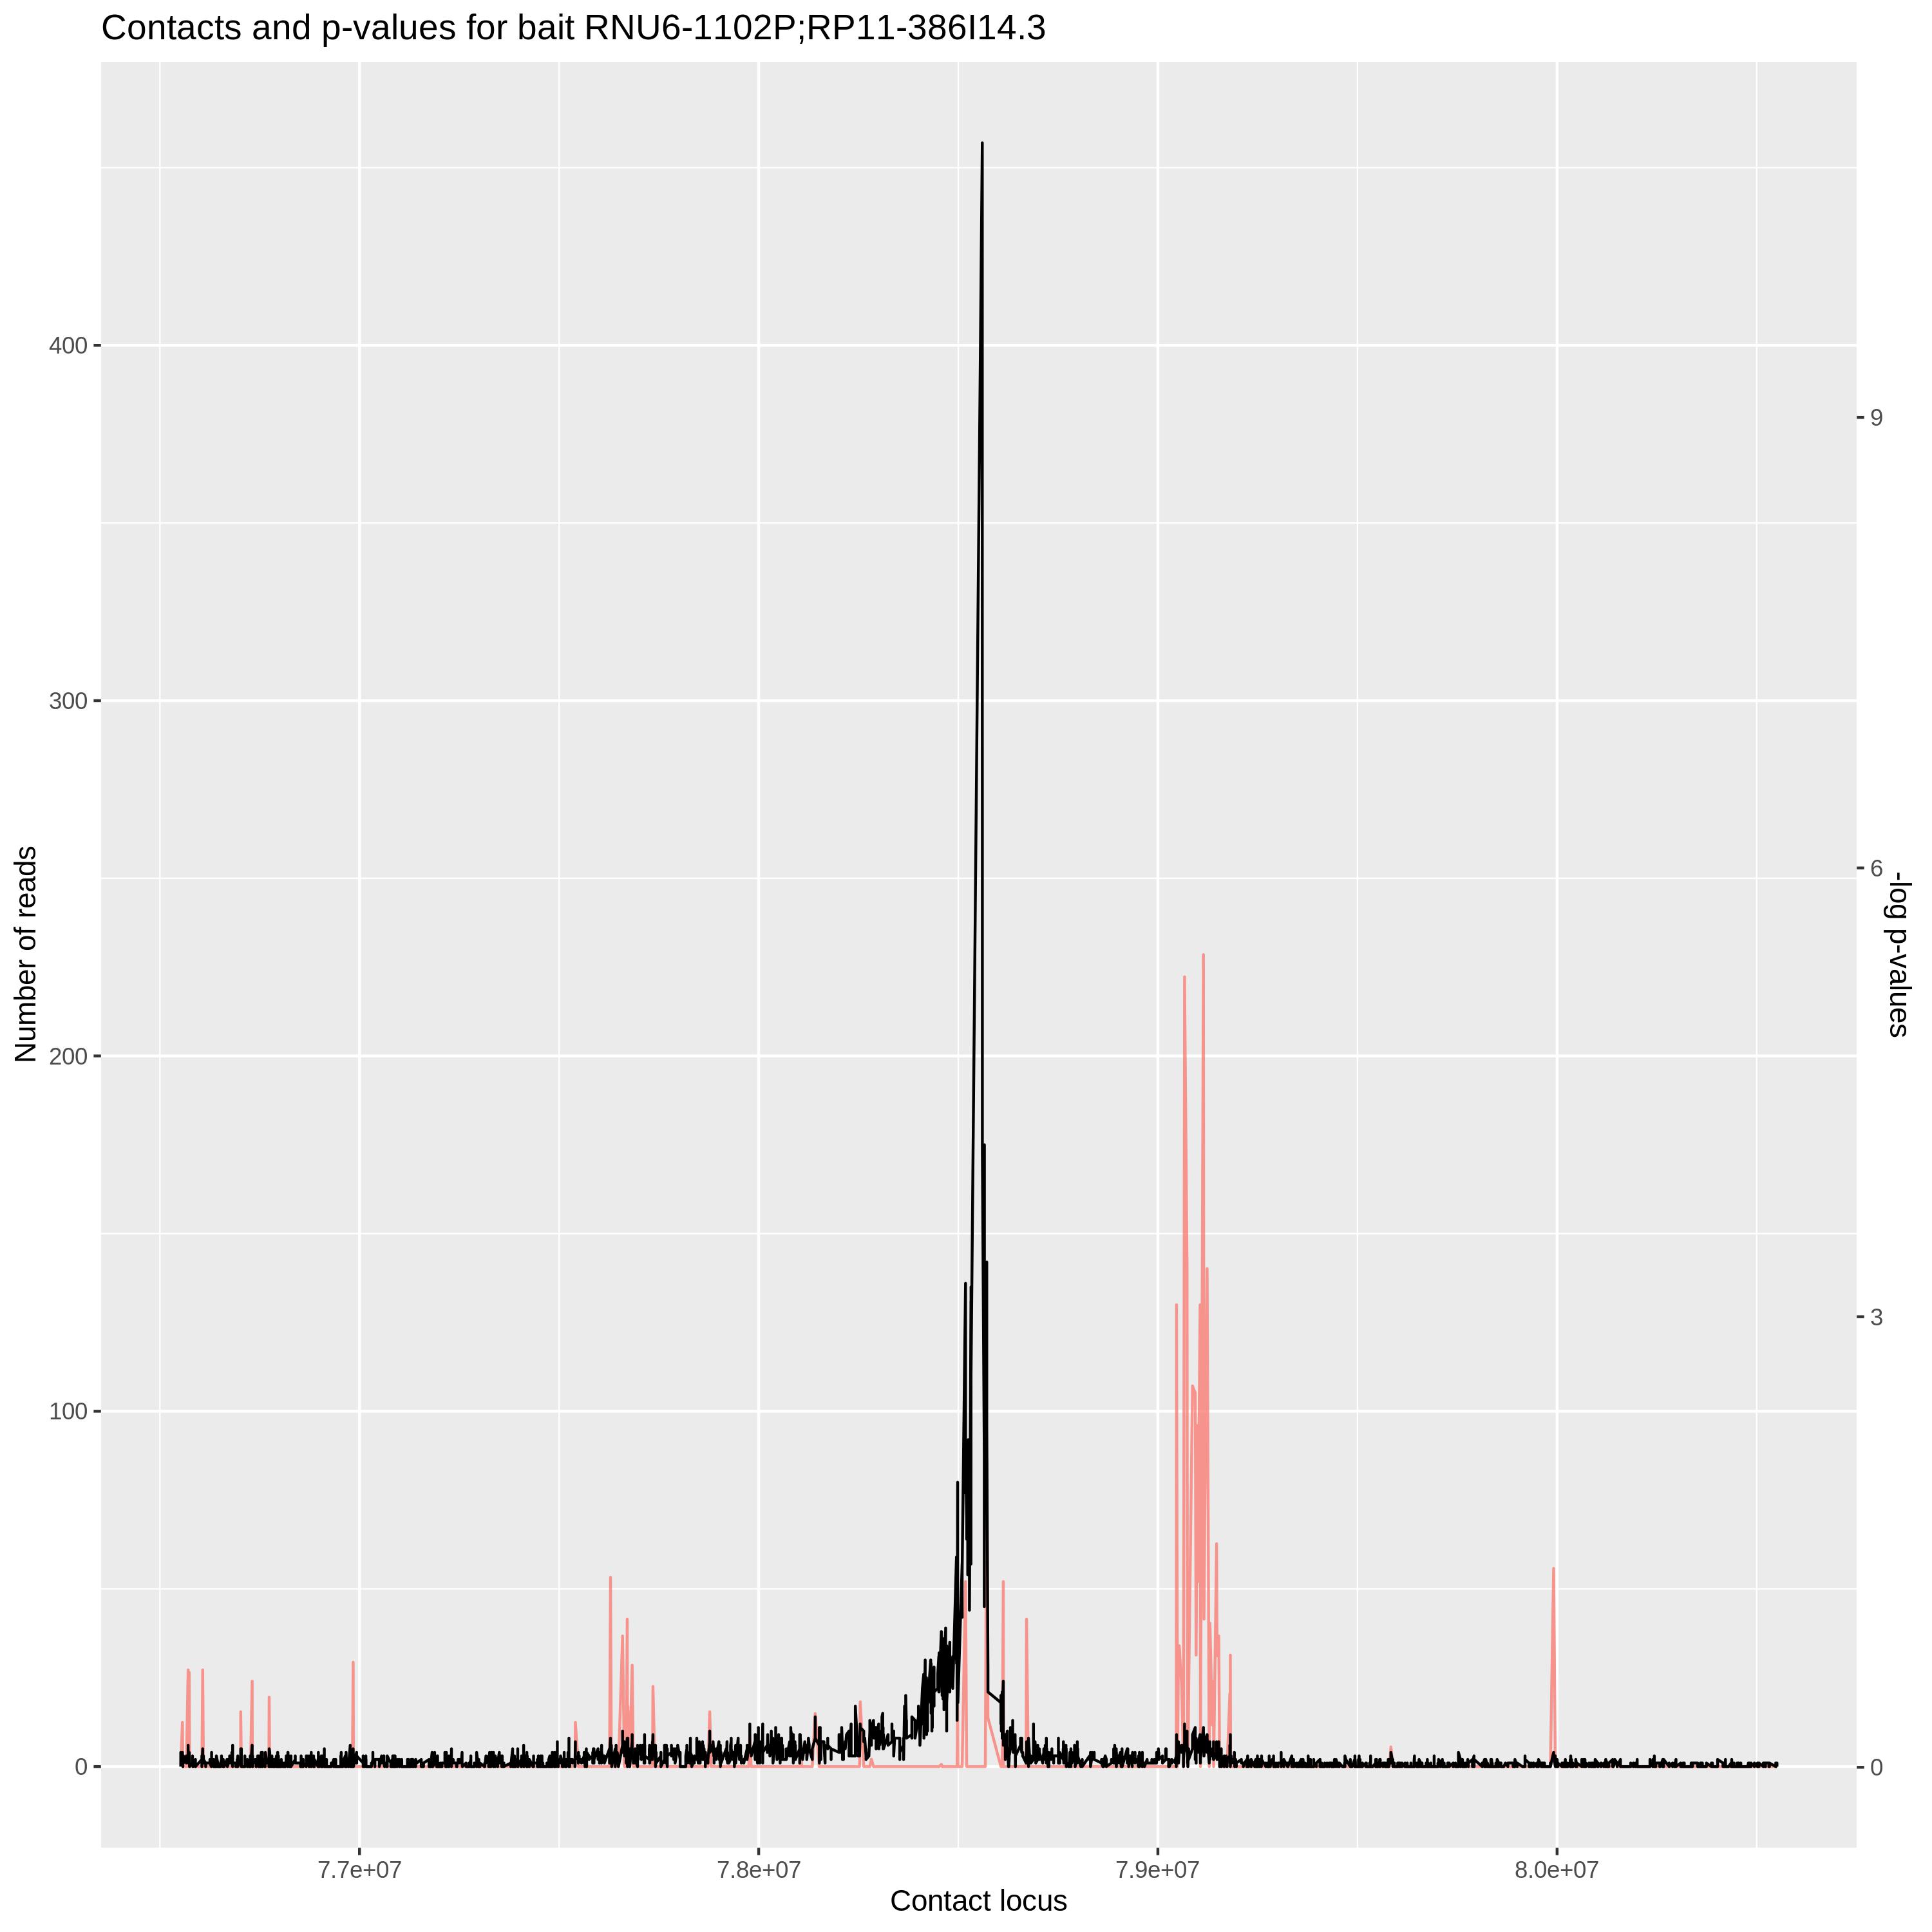 Contacts and p-values for bait RNU6-1102P;RP11-386I14.3
Number of reads
400
300
200
100
0
9
6
3
0
-log p-values
7.7e+07
7.8e+07
7.9e+07
8.0e+07
Contact locus